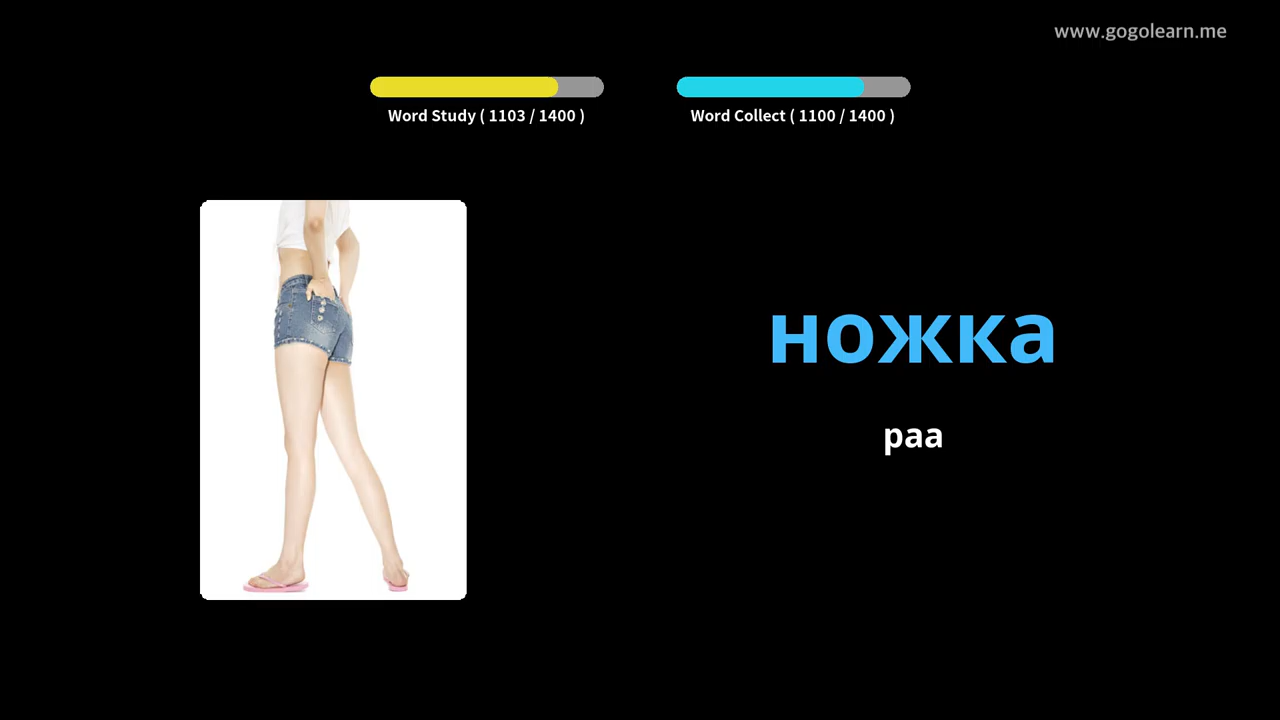 www.gogolearn.me
Word Study ( 1103 / 1400 )
Word Collect ( 1100 / 1400 )
ножка
paa